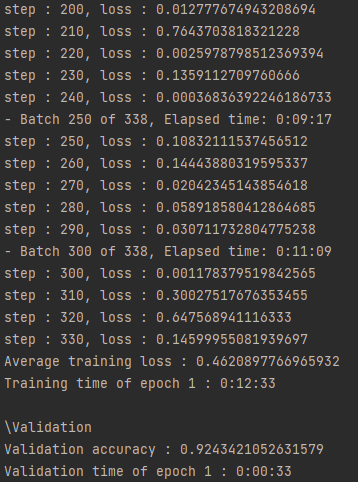 step : 200, loss : 0.012777674943208694
step : 210, loss : 0.7643703818321228
step : 220, loss : 0.0025978798512369394
step : 230, loss : 0.1359112709760666
step : 240, loss : 0.00036836392246186733
- Batch 250 of 338, Elapsed time: 0:09:17
step : 250, loss : 0.10832111537456512
step : 260, loss : 0.14443880319595337
step : 270, loss : 0.02042345143854618
step : 280, loss : 0.058918580412864685
step : 290, loss : 0.030711732804775238
- Batch 300 of 338, Elapsed time: 0:11:09
step : 300, loss : 0.001178379519842565
step : 310, loss : 0.30027517676353455
step : 320, loss : 0.647568941116333
step : 330, loss : 0.14599955081939697
Average training loss : 0.4620897766965932
Training time of epoch 1 : 0:12:33
\Validation
Validation accuracy : 0.9243421052631579
Validation time of epoch 1 : 0:00:33